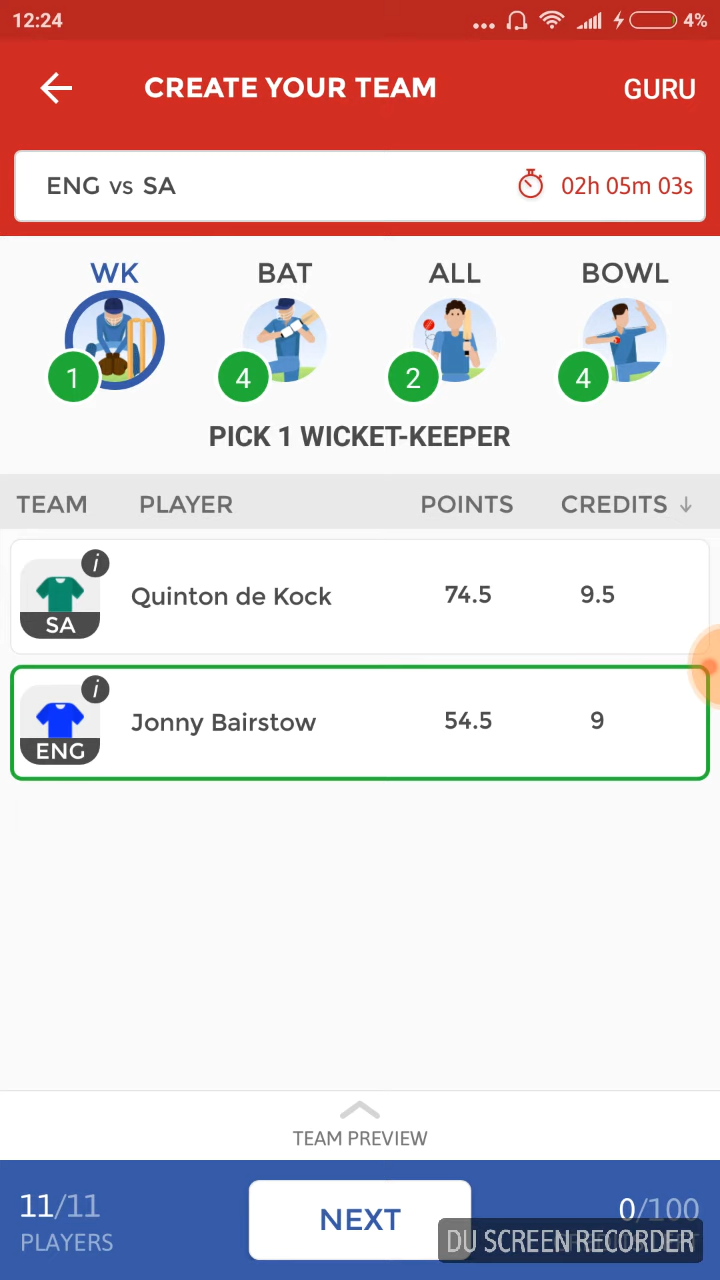 12:24
4%
CREATE YOUR TEAM
GURU
ENG vs SA
02h 05m 03s
WK BAT ALL BOWL
1 4 2 4
PICK 1 WICKET-KEEPER
TEAM PLAYER POINTS CREDITS ↓
i
Quinton de Kock 74.5 9.5
SA
i
Jonny Bairstow 54.5 9
ENG
TEAM PREVIEW
11/11
PLAYERS
NEXT
0/100
DU SCREEN RECORDER